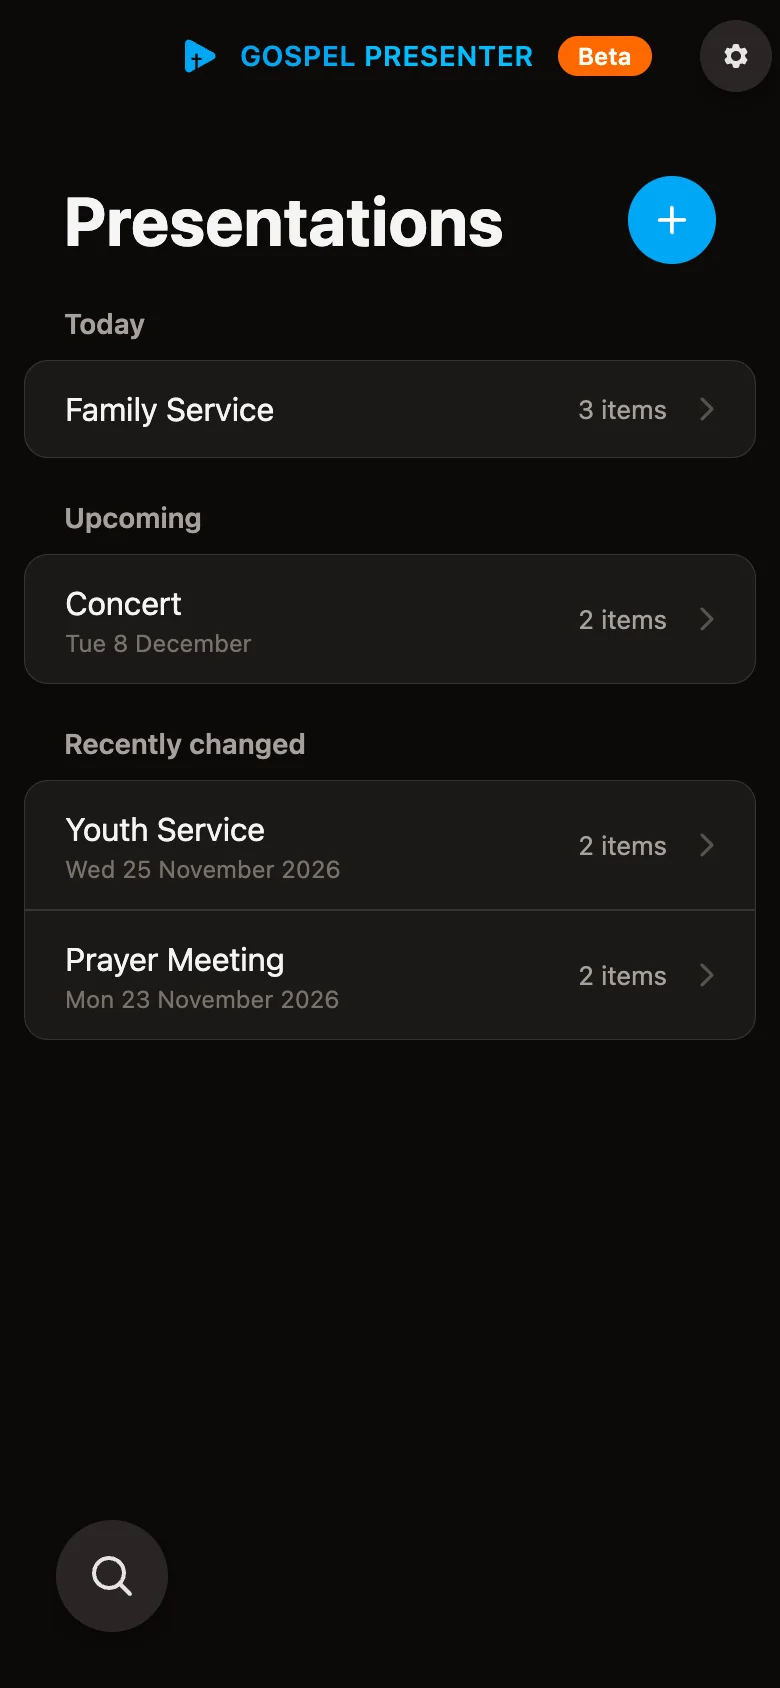 GOSPEL PRESENTER Beta
Presentations
Today
Family Service 3 items
Upcoming
Concert
Tue 8 December
2 items
Recently changed
Youth Service
Wed 25 November 2026
2 items
Prayer Meeting
Mon 23 November 2026
2 items